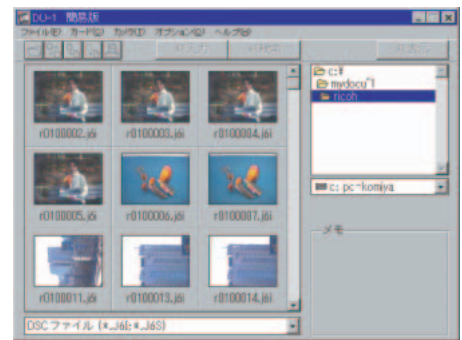 DU-1 簡易版
ファイル(F) カード(C) カメラ(D) オプション(O) ヘルプ(H)
c:¥
mydocu~1
ricoh
r0100002.j6i
r0100003.j6i
r0100004.j6i
c: pc-komiya
r0100005.j6i
r0100006.j6i
r0100007.j6i
メモ
r0100011.j6i
r0100013.j6i
r0100014.j6i
DSCファイル (*.J6I;*.J6S)